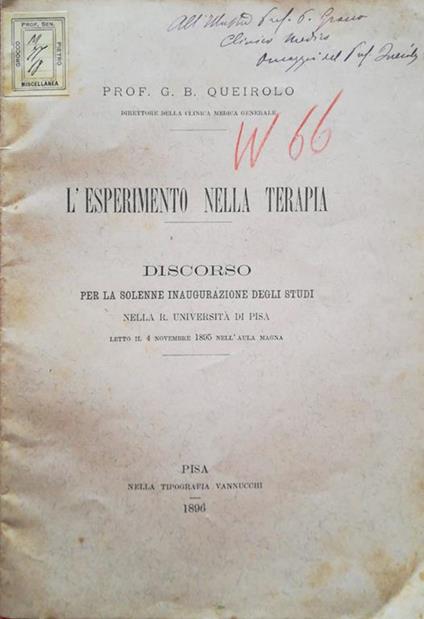 PROF. SEN.
GROCCO
PIETRO
MISCELLANEA
All'Illustre Prof. P. Grocco
Clinico Medico
Omaggio del Prof Queirolo
PROF. G. B. QUEIROLO
DIRETTORE DELLA CLINICA MEDICA GENERALE
W 66
L'ESPERIMENTO NELLA TERAPIA
DISCORSO
PER LA SOLENNE INAUGURAZIONE DEGLI STUDI
NELLA R. UNIVERSITÀ DI PISA
LETTO IL 4 NOVEMBRE 1895 NELL'AULA MAGNA
PISA
NELLA TIPOGRAFIA VANNUCCHI
1896